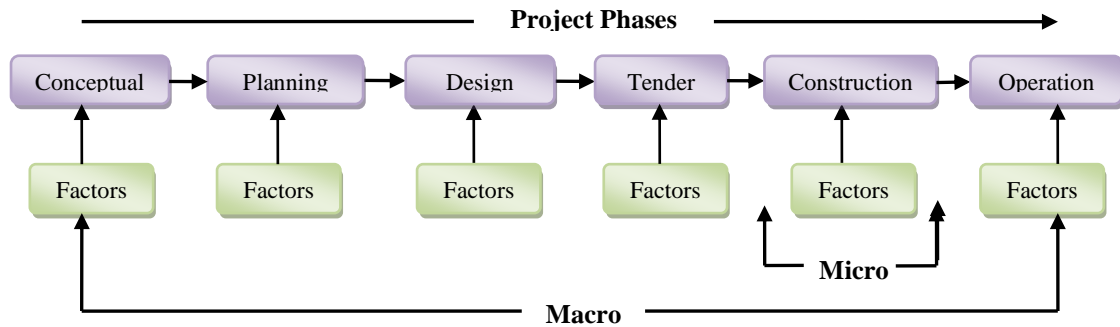 Project Phases
Conceptual Planning Design Tender Construction Operation
Factors Factors Factors Factors Factors Factors
Micro
Macro